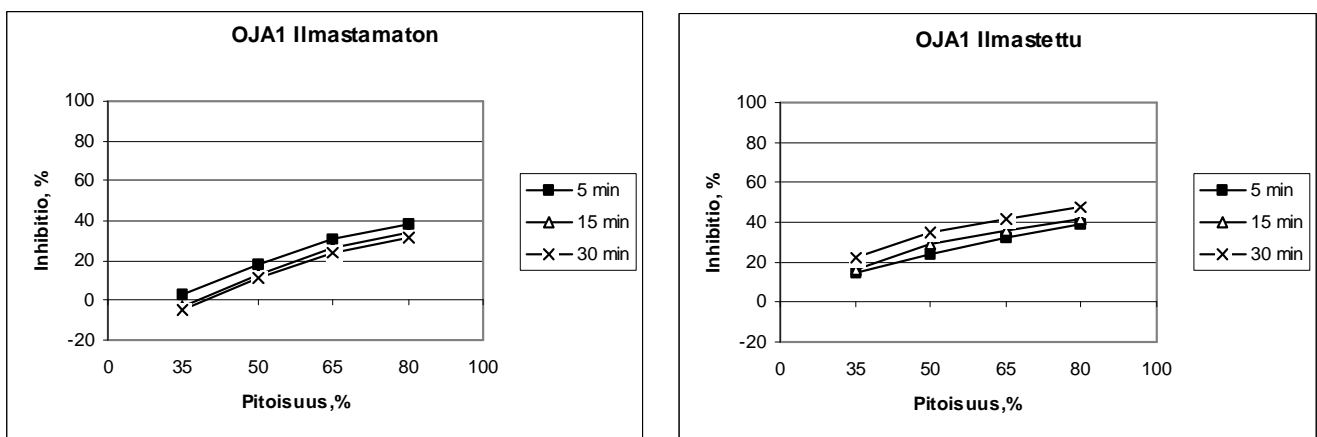 OJA1 Ilmastamaton
100
80
60
40
20
0
-20
0 35 50 65 80 100
Inhibitio, %
Pitoisuus,%
5 min
15 min
30 min
OJA1 Ilmastettu
100
80
60
40
20
0
-20
0 35 50 65 80 100
Inhibitio, %
Pitoisuus,%
5 min
15 min
30 min